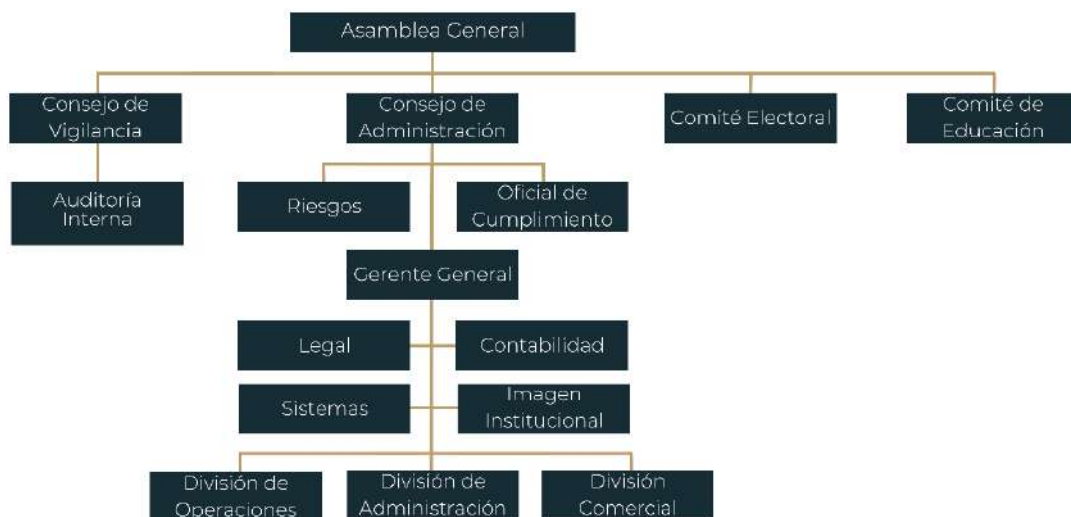 Asamblea General
Consejo de
Vigilancia
Consejo de
Administración
Comité Electoral
Comité de
Educación
Auditoría
Interna
Riesgos
Oficial de
Cumplimiento
Gerente General
Legal
Contabilidad
Sistemas
Imagen
Institucional
División de
Operaciones
División de
Administración
División
Comercial